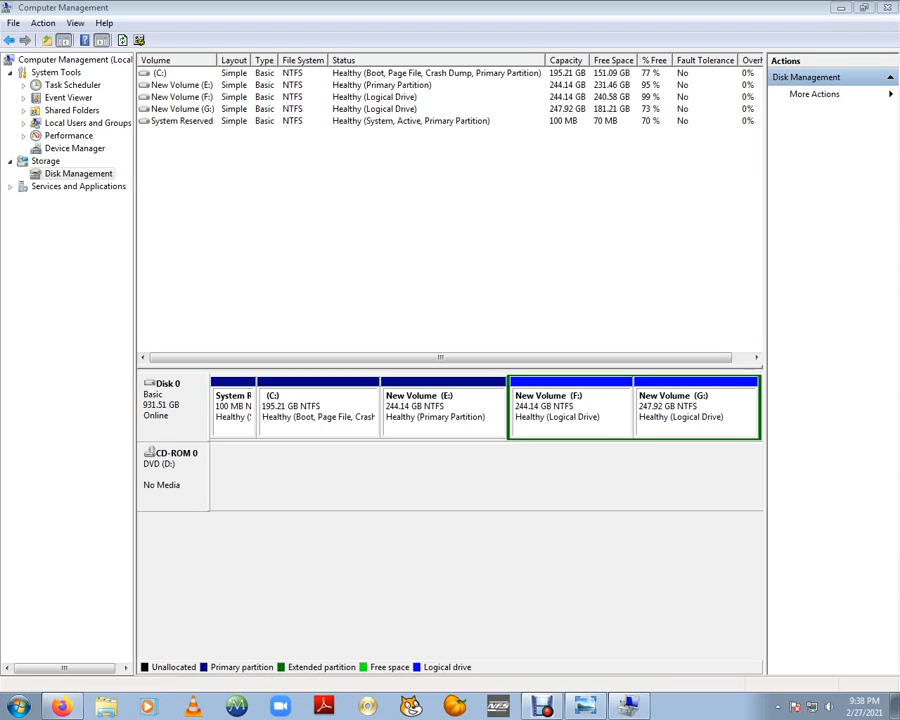 Computer Management
File Action View Help
Computer Management (Local
System Tools
Task Scheduler
Event Viewer
Shared Folders
Local Users and Groups
Performance
Device Manager
Storage
Disk Management
Services and Applications
Volume Layout Type File System Status Capacity Free Space % Free Fault Tolerance Overh
(C:) Simple Basic NTFS Healthy (Boot, Page File, Crash Dump, Primary Partition) 195.21 GB 151.09 GB 77 % No 0%
New Volume (E:) Simple Basic NTFS Healthy (Primary Partition) 244.14 GB 231.46 GB 95 % No 0%
New Volume (F:) Simple Basic NTFS Healthy (Logical Drive) 244.14 GB 240.58 GB 99 % No 0%
New Volume (G:) Simple Basic NTFS Healthy (Logical Drive) 247.92 GB 181.21 GB 73 % No 0%
System Reserved Simple Basic NTFS Healthy (System, Active, Primary Partition) 100 MB 70 MB 70 % No 0%
Actions
Disk Management
More Actions
Disk 0
Basic
931.51 GB
Online
System R
100 MB N
Healthy (S
(C:)
195.21 GB NTFS
Healthy (Boot, Page File, Crash
New Volume (E:)
244.14 GB NTFS
Healthy (Primary Partition)
New Volume (F:)
244.14 GB NTFS
Healthy (Logical Drive)
New Volume (G:)
247.92 GB NTFS
Healthy (Logical Drive)
CD-ROM 0
DVD (D:)
No Media
Unallocated Primary partition Extended partition Free space Logical drive
NFS
9:38 PM
2/27/2021